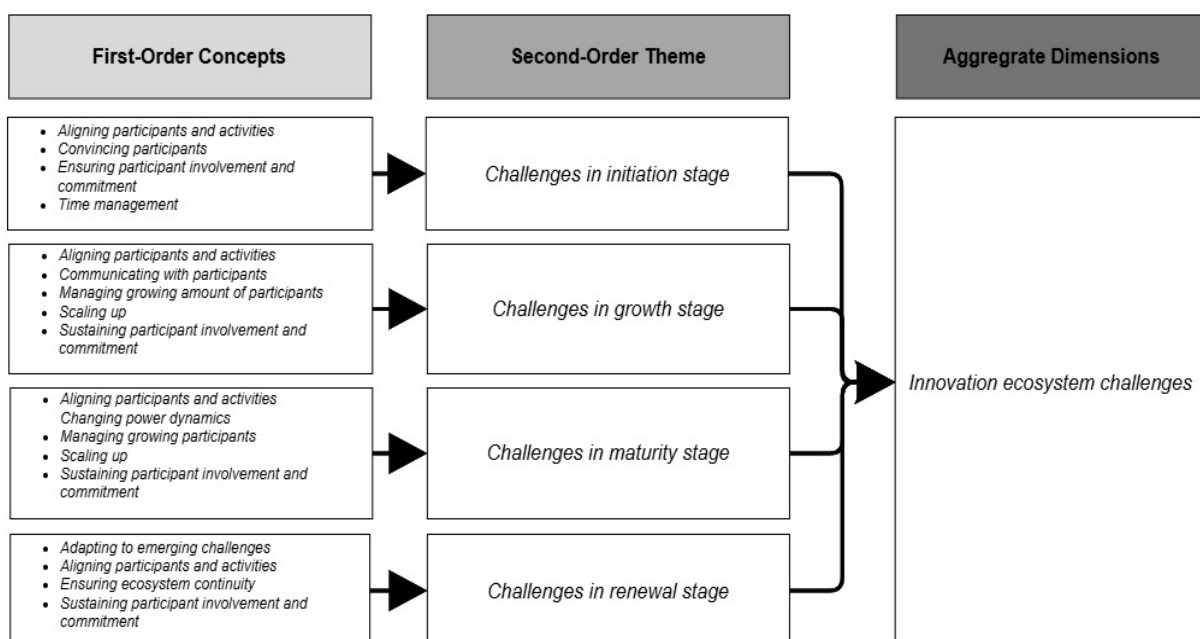 First-Order Concepts
Second-Order Theme
Aggregrate Dimensions
• Aligning participants and activities
• Convincing participants
• Ensuring participant involvement and
commitment
• Time management
Challenges in initiation stage
• Aligning participants and activities
• Communicating with participants
• Managing growing amount of participants
• Scaling up
• Sustaining participant involvement and
commitment
Challenges in growth stage
• Aligning participants and activities
Changing power dynamics
• Managing growing participants
• Scaling up
• Sustaining participant involvement and
commitment
Challenges in maturity stage
• Adapting to emerging challenges
• Aligning participants and activities
• Ensuring ecosystem continuity
• Sustaining participant involvement and
commitment
Challenges in renewal stage
Innovation ecosystem challenges